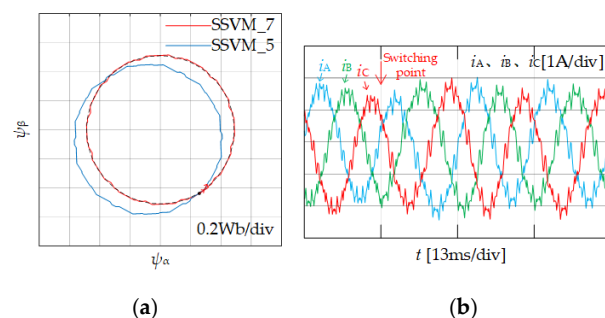 SSVM_7
SSVM_5
0.2Wb/div
ψβ
ψα
(a)
iA
iB
iC
Switching
point
iA、iB、iC[1A/div]
t [13ms/div]
(b)